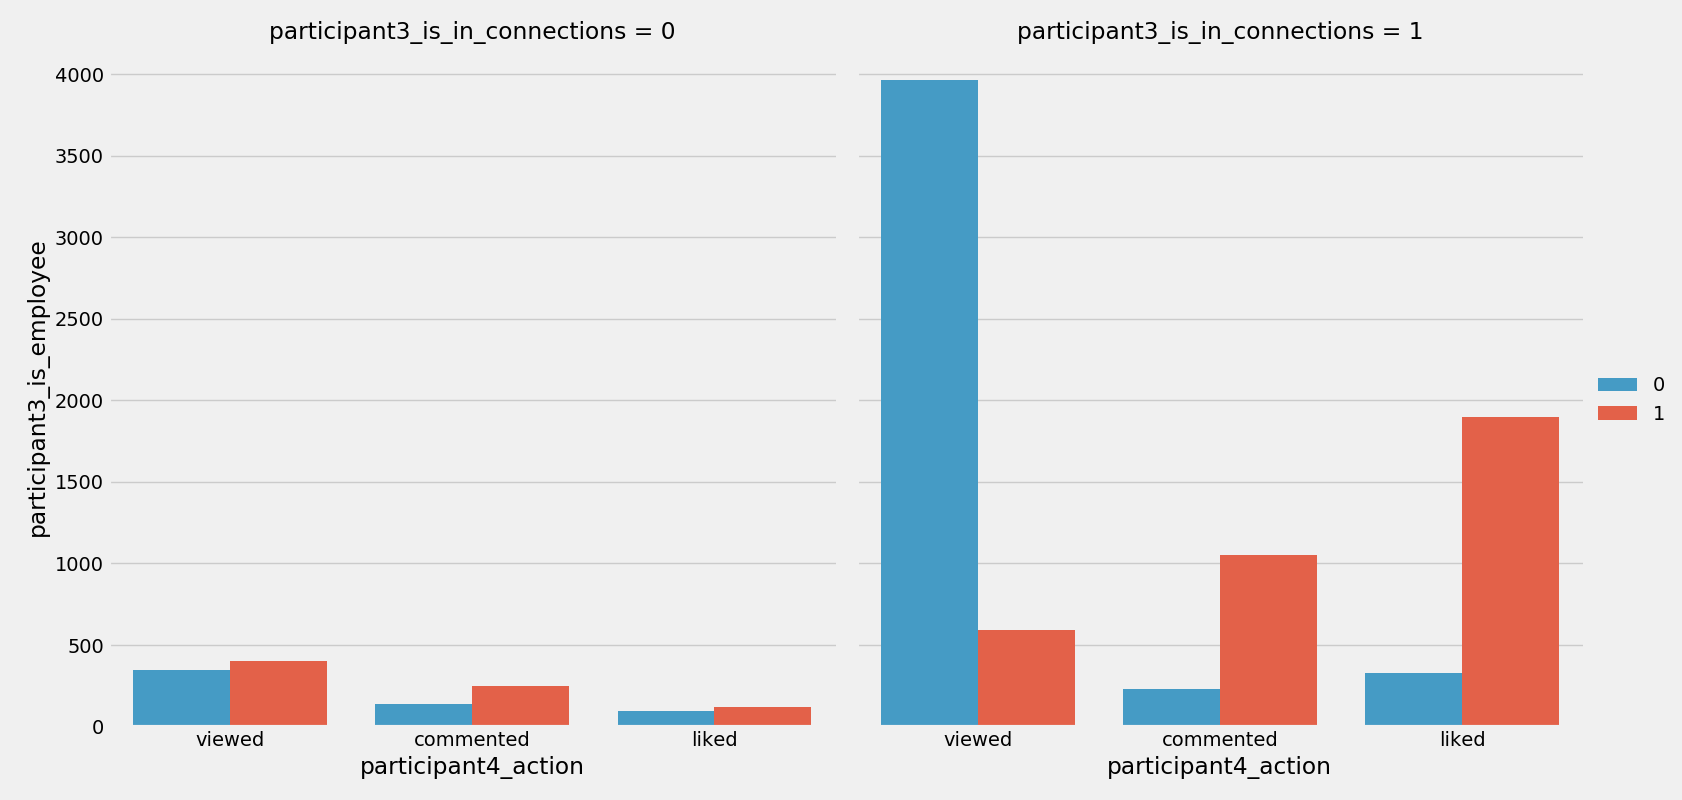 participant3_is_in_connections = 0
participant3_is_in_connections = 1
participant3_is_employee
4000
3500
3000
2500
2000
1500
1000
500
0
viewed
commented
liked
participant4_action
viewed
commented
liked
participant4_action
0
1